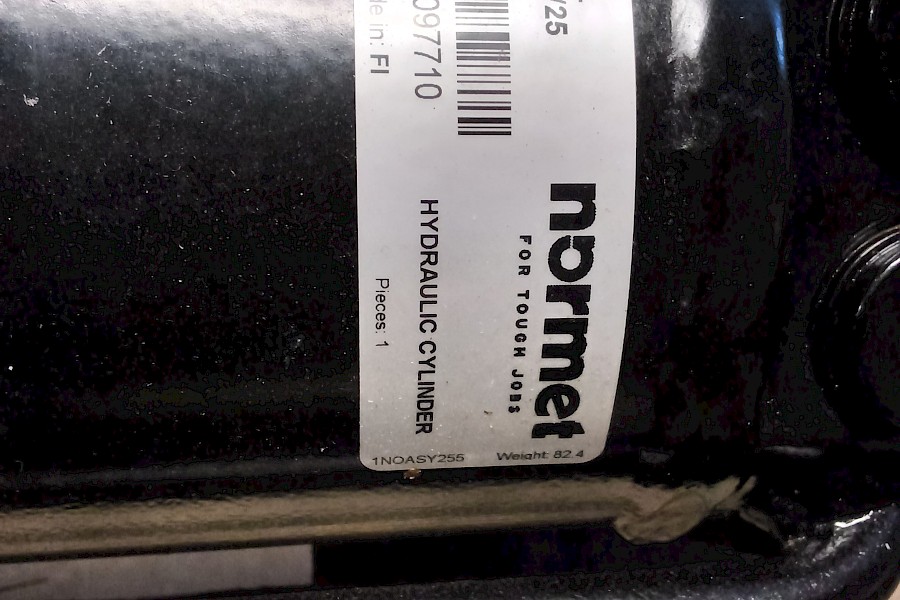 normet
FOR TOUGH JOBS
/25
097710
HYDRAULIC CYLINDER
de in: FI
Pieces: 1
1NOASY255
Weight: 82.4